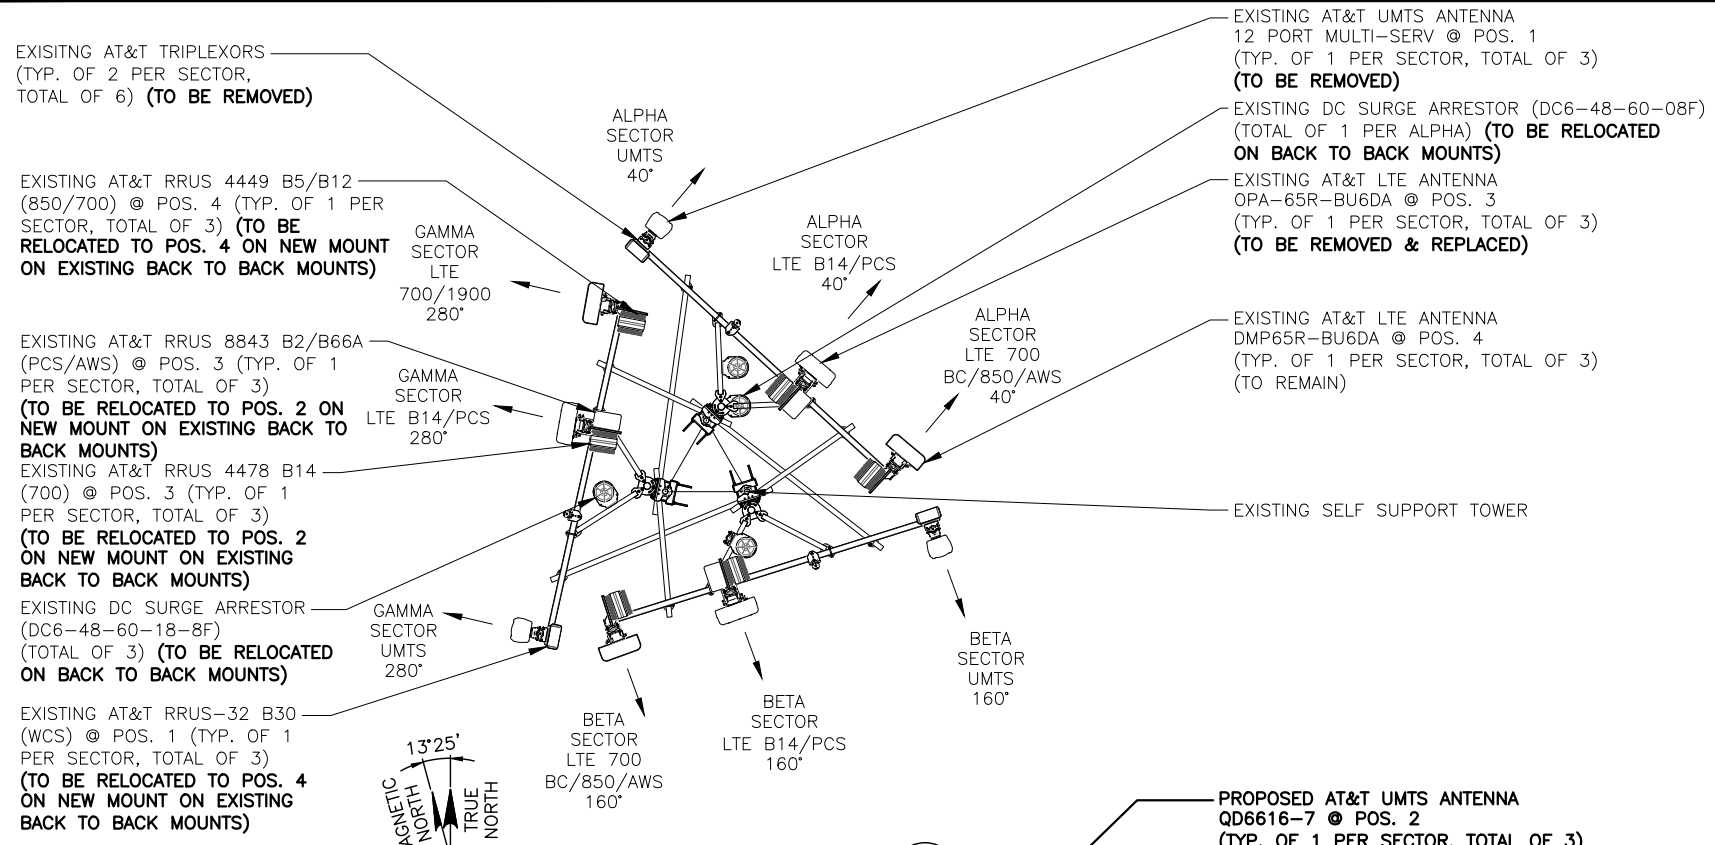 EXISITNG AT&T TRIPLEXORS
(TYP. OF 2 PER SECTOR,
TOTAL OF 6) (TO BE REMOVED)
EXISTING AT&T RRUS 4449 B5/B12
(850/700) @ POS. 4 (TYP. OF 1 PER
SECTOR, TOTAL OF 3) (TO BE
RELOCATED TO POS. 4 ON NEW MOUNT
ON EXISTING BACK TO BACK MOUNTS)
EXISTING AT&T RRUS 8843 B2/B66A
(PCS/AWS) @ POS. 3 (TYP. OF 1
PER SECTOR, TOTAL OF 3)
(TO BE RELOCATED TO POS. 2 ON
NEW MOUNT ON EXISTING BACK TO
BACK MOUNTS)
EXISTING AT&T RRUS 4478 B14
(700) @ POS. 3 (TYP. OF 1
PER SECTOR, TOTAL OF 3)
(TO BE RELOCATED TO POS. 2
ON NEW MOUNT ON EXISTING
BACK TO BACK MOUNTS)
EXISTING DC SURGE ARRESTOR
(DC6-48-60-18-8F)
(TOTAL OF 3) (TO BE RELOCATED
ON BACK TO BACK MOUNTS)
EXISTING AT&T RRUS-32 B30
(WCS) @ POS. 1 (TYP. OF 1
PER SECTOR, TOTAL OF 3)
(TO BE RELOCATED TO POS. 4
ON NEW MOUNT ON EXISTING
BACK TO BACK MOUNTS)
ALPHA
SECTOR
UMTS
40°
GAMMA
SECTOR
LTE
700/1900
280°
ALPHA
SECTOR
LTE B14/PCS
40°
GAMMA
SECTOR
LTE B14/PCS
280°
ALPHA
SECTOR
LTE 700
BC/850/AWS
40°
GAMMA
SECTOR
UMTS
280°
BETA
SECTOR
LTE 700
BC/850/AWS
160°
BETA
SECTOR
LTE B14/PCS
160°
BETA
SECTOR
UMTS
160°
13°25'
AGNETIC
NORTH
TRUE
NORTH
EXISTING AT&T UMTS ANTENNA
12 PORT MULTI-SERV @ POS. 1
(TYP. OF 1 PER SECTOR, TOTAL OF 3)
(TO BE REMOVED)
EXISTING DC SURGE ARRESTOR (DC6-48-60-08F)
(TOTAL OF 1 PER ALPHA) (TO BE RELOCATED
ON BACK TO BACK MOUNTS)
EXISTING AT&T LTE ANTENNA
OPA-65R-BU6DA @ POS. 3
(TYP. OF 1 PER SECTOR, TOTAL OF 3)
(TO BE REMOVED & REPLACED)
EXISTING AT&T LTE ANTENNA
DMP65R-BU6DA @ POS. 4
(TYP. OF 1 PER SECTOR, TOTAL OF 3)
(TO REMAIN)
EXISTING SELF SUPPORT TOWER
PROPOSED AT&T UMTS ANTENNA
QD6616-7 @ POS. 2
(TYP. OF 1 PER SECTOR, TOTAL OF 3)